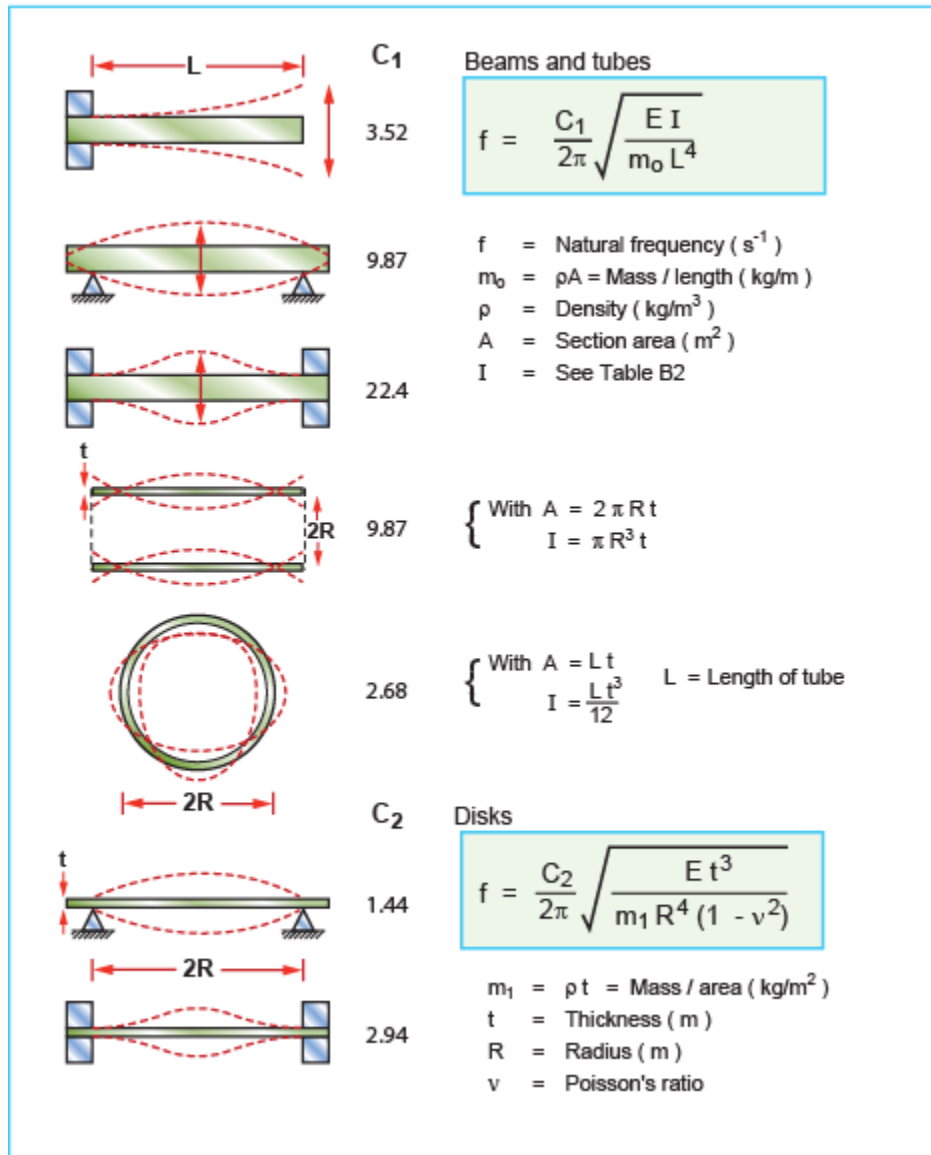 L
C₁
Beams and tubes
f = C₁/2π √(E I / m₀ L⁴)
3.52
9.87
f = Natural frequency ( s⁻¹ )
m₀ = ρA = Mass / length ( kg/m )
ρ = Density ( kg/m³ )
A = Section area ( m² )
I = See Table B2
22.4
t
2R
9.87
{ With A = 2 π R t
I = π R³ t
2.68
{ With A = L t
I = L t³/12
L = Length of tube
2R
C₂
Disks
t
1.44
f = C₂/2π √(E t³ / m₁ R⁴ (1 - ν²))
2R
2.94
m₁ = ρ t = Mass / area ( kg/m² )
t = Thickness ( m )
R = Radius ( m )
ν = Poisson's ratio